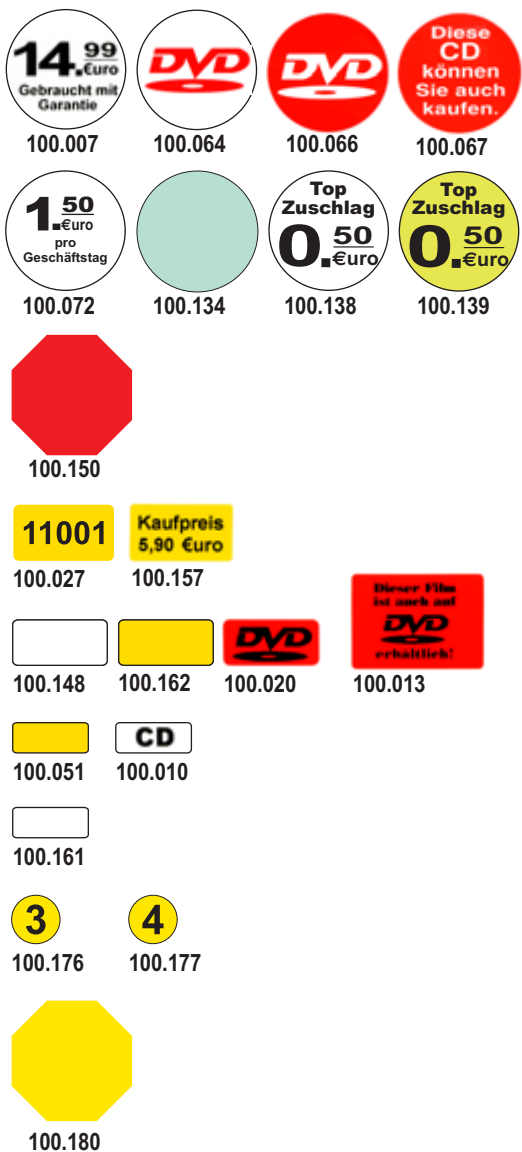 14.99
€uro
Gebraucht mit
Garantie
100.007
DVD
100.064
DVD
100.066
Diese
CD
können
Sie auch
kaufen.
100.067
1.50
€uro
pro
Geschäftstag
100.072
100.134
Top
Zuschlag
0.50
€uro
100.138
Top
Zuschlag
0.50
€uro
100.139
100.150
11001
100.027
Kaufpreis
5,90 €uro
100.157
100.148
100.162
DVD
100.020
Dieser Film
ist auch auf
DVD
erhältlich!
100.013
100.051
CD
100.010
100.161
3
100.176
4
100.177
100.180